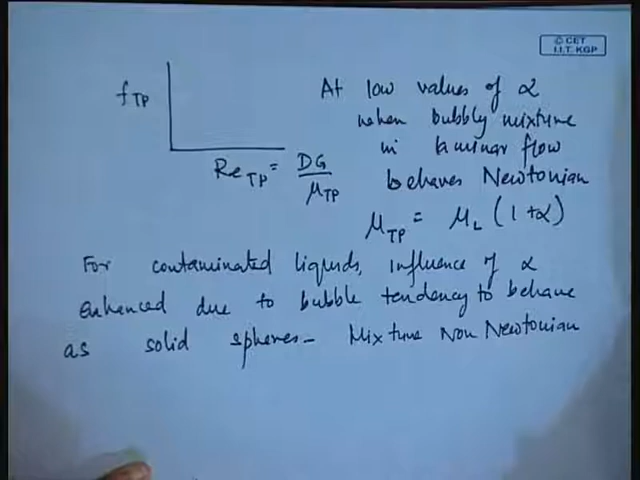 © CET
I.I.T. KGP
f_TP
Re_TP = DG / μ_TP
At low values of α
when bubbly mixture
in laminar flow
behaves Newtonian
μ_TP = μ_L (1+α)
For contaminated liquids, influence of α
enhanced due to bubble tendency to behave
as solid spheres - Mixture Non Newtonian